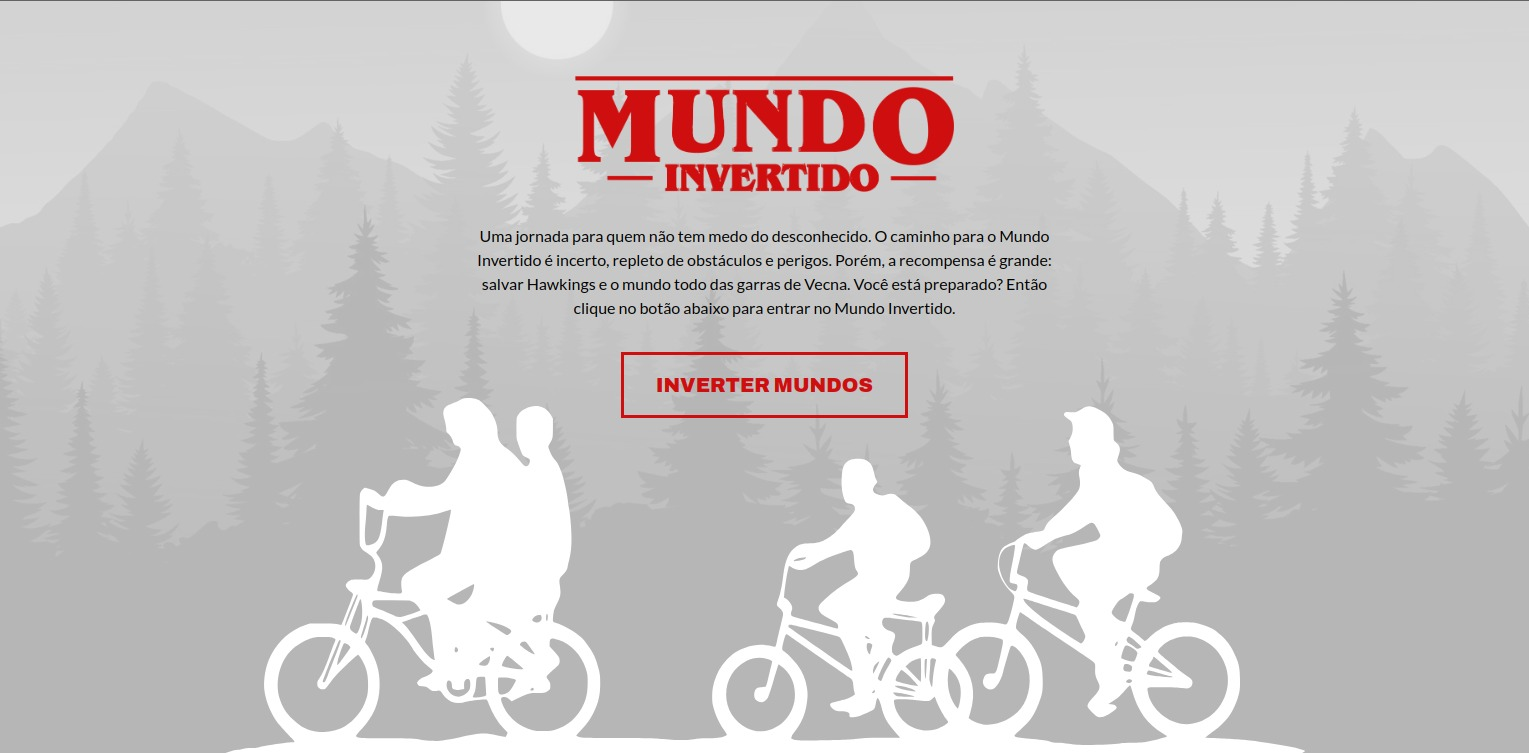 MUNDO
INVERTIDO
Uma jornada para quem não tem medo do desconhecido. O caminho para o Mundo
Invertido é incerto, repleto de obstáculos e perigos. Porém, a recompensa é grande:
salvar Hawkings e o mundo todo das garras de Vecna. Você está preparado? Então
clique no botão abaixo para entrar no Mundo Invertido.
INVERTER MUNDOS